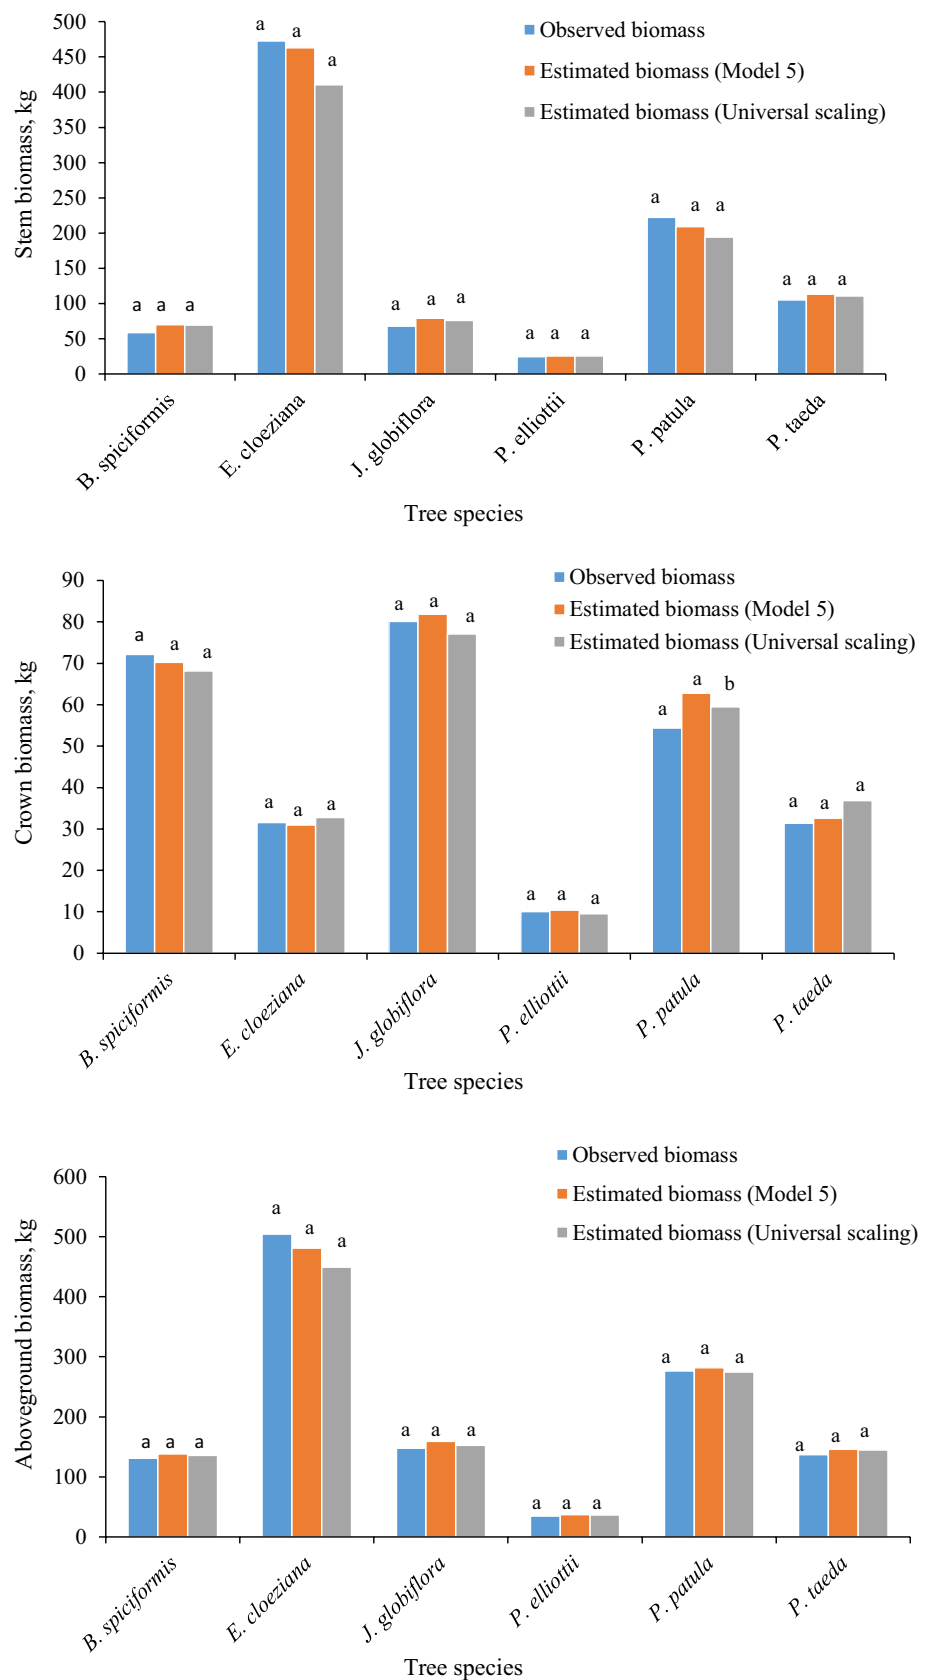 500
450
400
350
300
250
200
150
100
50
0
Stem biomass, kg
Observed biomass
Estimated biomass (Model 5)
Estimated biomass (Universal scaling)
a a a
a a a
a a a
a a a
a a a
a a a
B. spiciformis
E. cloeziana
J. globiflora
P. elliottii
P. patula
P. taeda
Tree species
90
80
70
60
50
40
30
20
10
0
Crown biomass, kg
Observed biomass
Estimated biomass (Model 5)
Estimated biomass (Universal scaling)
a a a
a a a
a a a
a a a
a a b
a a a
B. spiciformis
E. cloeziana
J. globiflora
P. elliottii
P. patula
P. taeda
Tree species
600
500
400
300
200
100
0
Aboveground biomass, kg
Observed biomass
Estimated biomass (Model 5)
Estimated biomass (Universal scaling)
a a a
a a a
a a a
a a a
a a a
a a a
B. spiciformis
E. cloeziana
J. globiflora
P. elliottii
P. patula
P. taeda
Tree species